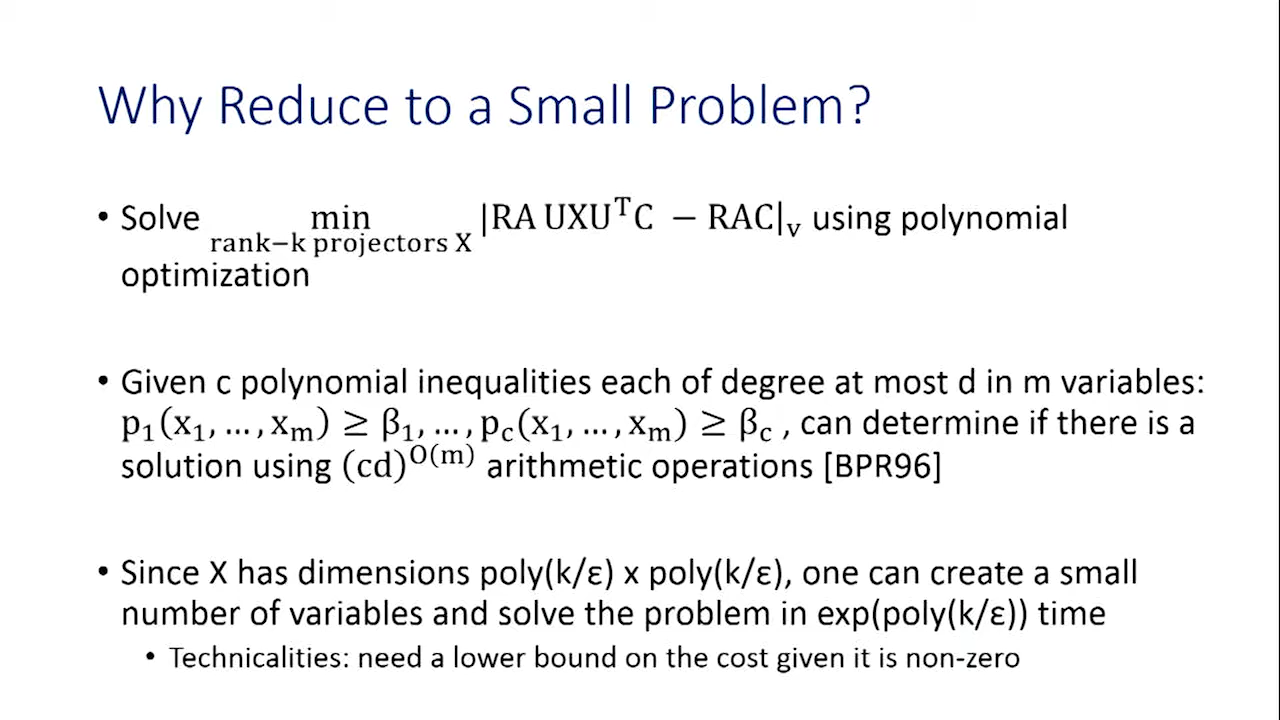 Why Reduce to a Small Problem?
• Solve min |RA UXUᵀC − RAC|ᵥ using polynomial
rank−k projectors X
optimization
• Given c polynomial inequalities each of degree at most d in m variables:
p₁(x₁, … , xₘ) ≥ β₁, … , p_c(x₁, … , xₘ) ≥ β_c , can determine if there is a
solution using (cd)^O(m) arithmetic operations [BPR96]
• Since X has dimensions poly(k/ε) x poly(k/ε), one can create a small
number of variables and solve the problem in exp(poly(k/ε)) time
• Technicalities: need a lower bound on the cost given it is non-zero